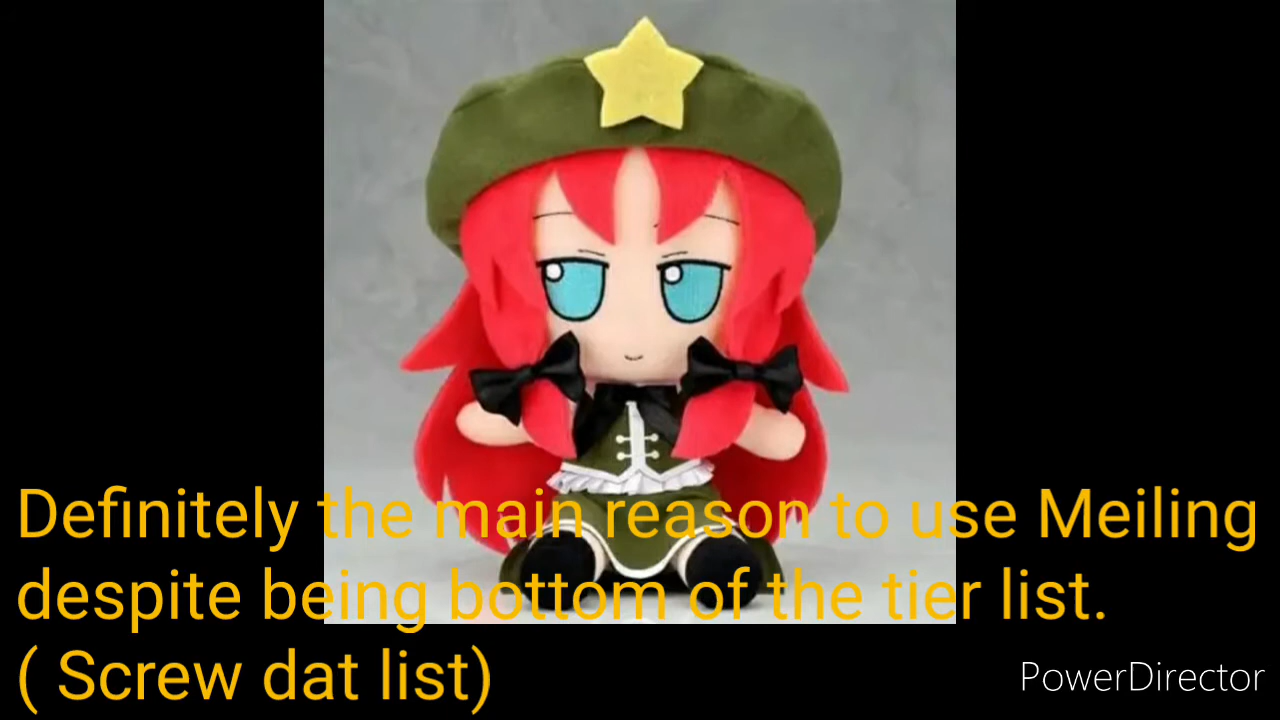 Definitely the main reason to use Meiling
despite being bottom of the tier list.
( Screw dat list)
PowerDirector